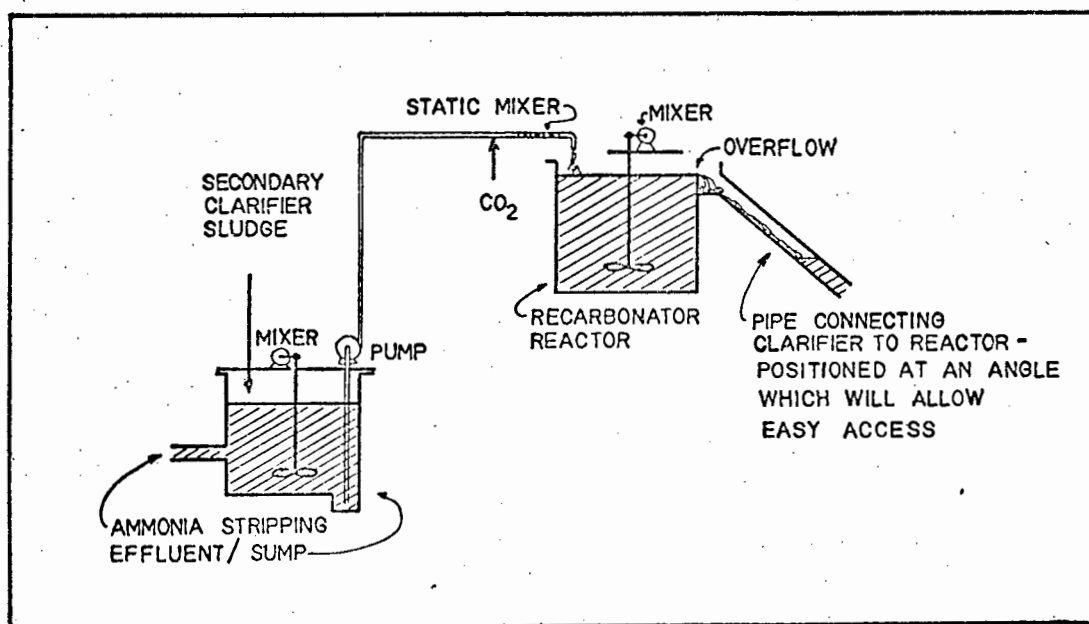 STATIC MIXER
MIXER
OVERFLOW
SECONDARY
CLARIFIER
SLUDGE
CO2
RECARBONATOR
REACTOR
PIPE CONNECTING
CLARIFIER TO REACTOR -
POSITIONED AT AN ANGLE
WHICH WILL ALLOW
EASY ACCESS
MIXER
PUMP
AMMONIA STRIPPING
EFFLUENT/ SUMP